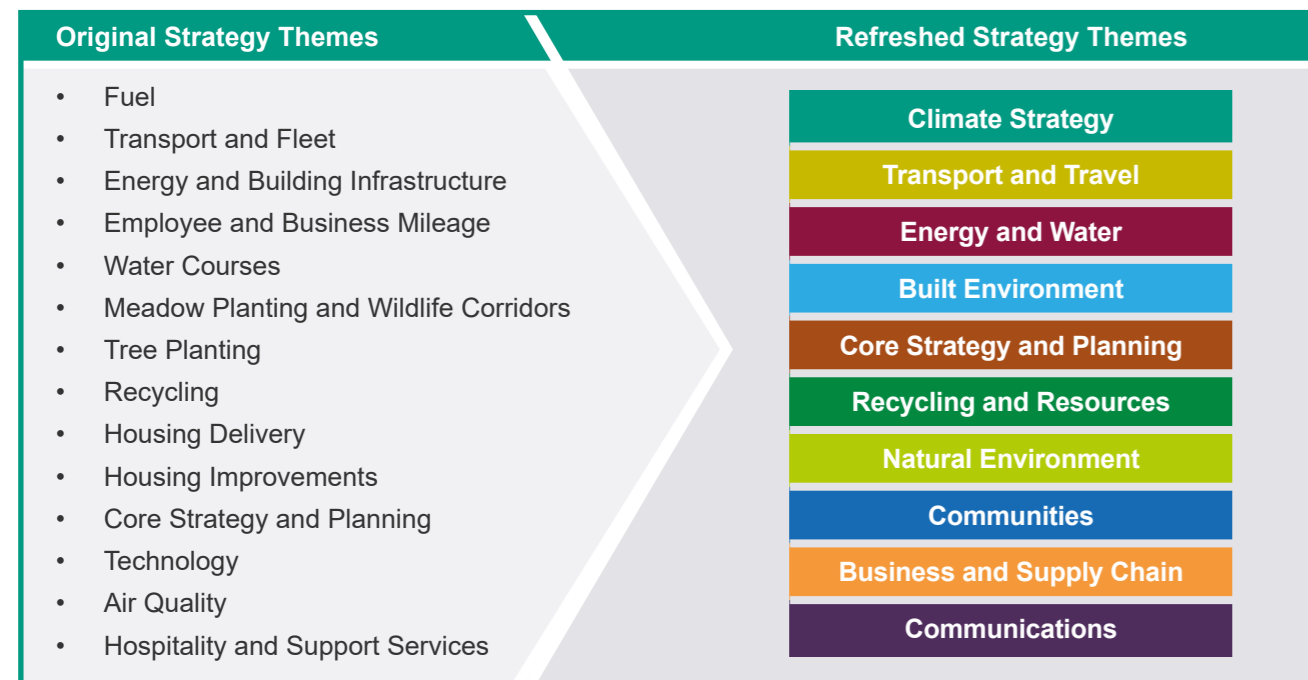 Original Strategy Themes
• Fuel
• Transport and Fleet
• Energy and Building Infrastructure
• Employee and Business Mileage
• Water Courses
• Meadow Planting and Wildlife Corridors
• Tree Planting
• Recycling
• Housing Delivery
• Housing Improvements
• Core Strategy and Planning
• Technology
• Air Quality
• Hospitality and Support Services
Refreshed Strategy Themes
Climate Strategy
Transport and Travel
Energy and Water
Built Environment
Core Strategy and Planning
Recycling and Resources
Natural Environment
Communities
Business and Supply Chain
Communications